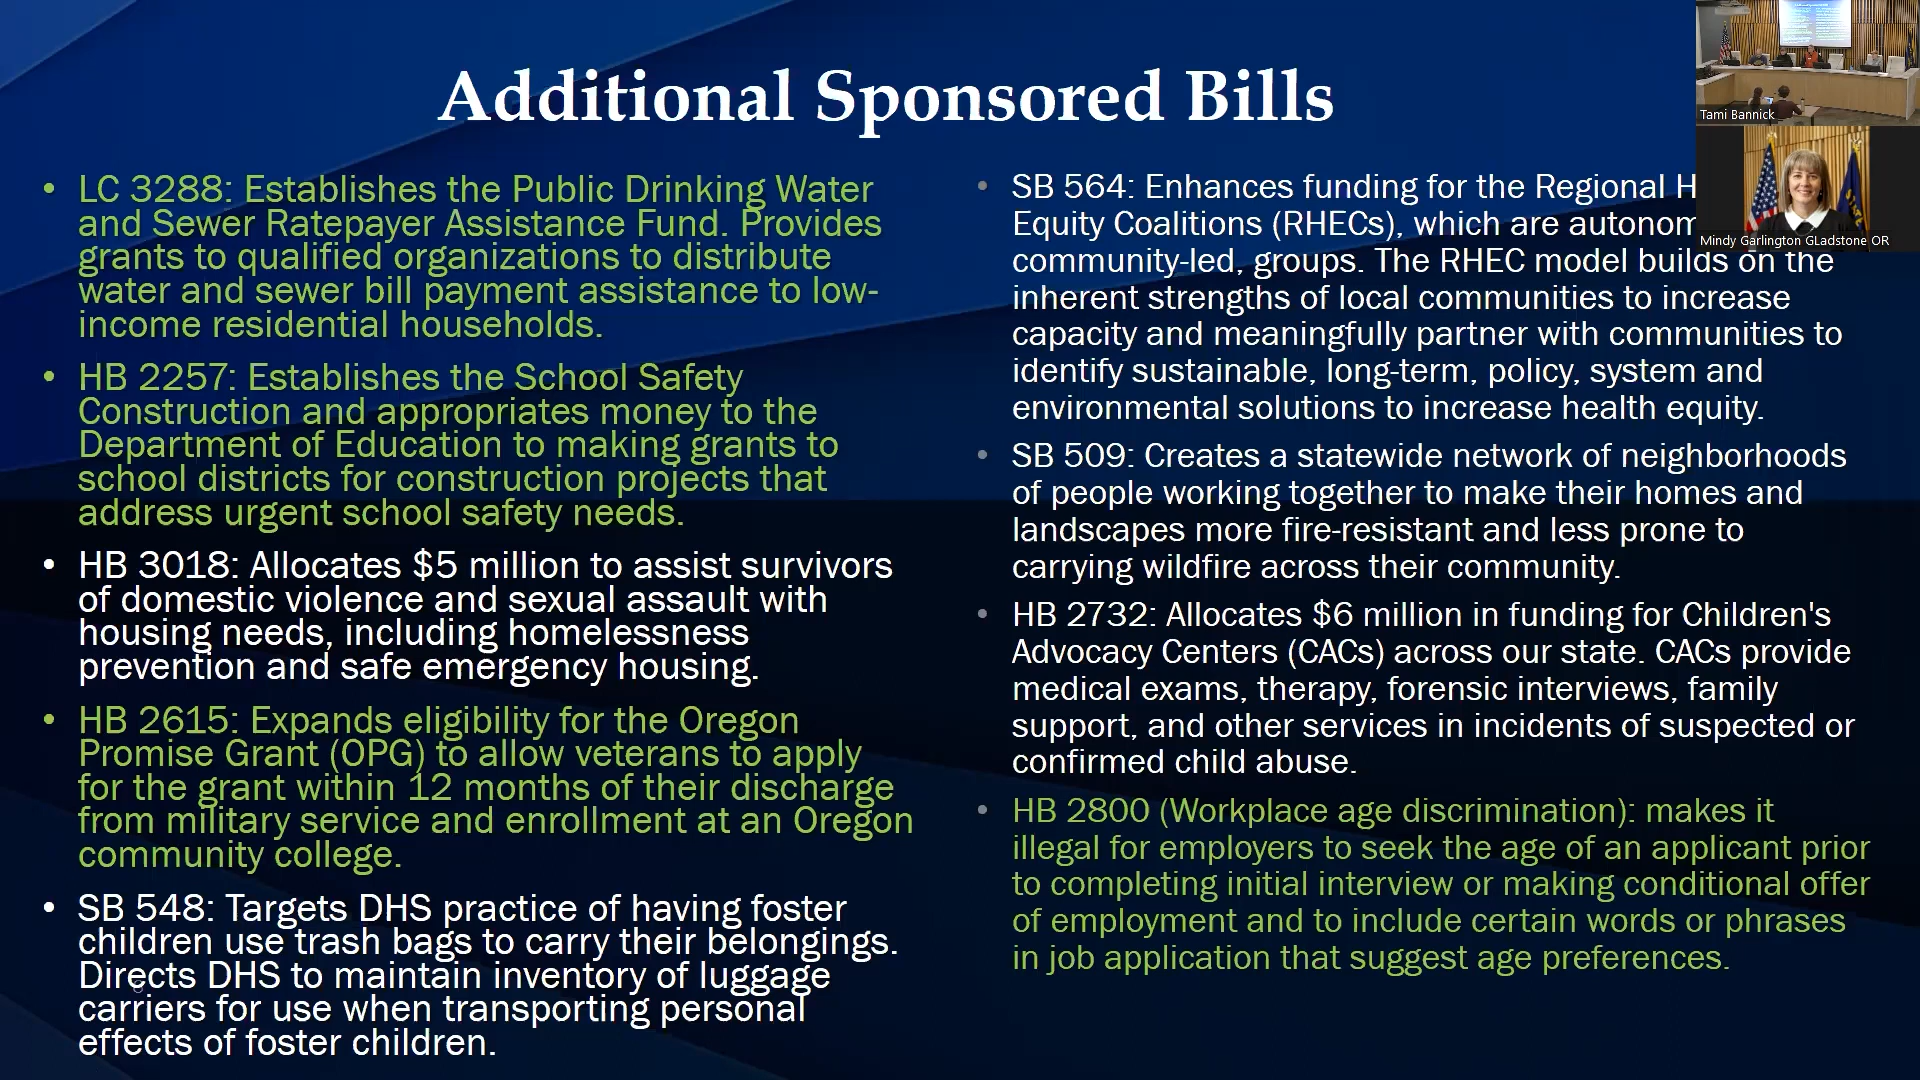 Additional Sponsored Bills
• LC 3288: Establishes the Public Drinking Water
and Sewer Ratepayer Assistance Fund. Provides
grants to qualified organizations to distribute
water and sewer bill payment assistance to low-
income residential households.
• HB 2257: Establishes the School Safety
Construction and appropriates money to the
Department of Education to making grants to
school districts for construction projects that
address urgent school safety needs.
• HB 3018: Allocates $5 million to assist survivors
of domestic violence and sexual assault with
housing needs, including homelessness
prevention and safe emergency housing.
• HB 2615: Expands eligibility for the Oregon
Promise Grant (OPG) to allow veterans to apply
for the grant within 12 months of their discharge
from military service and enrollment at an Oregon
community college.
• SB 548: Targets DHS practice of having foster
children use trash bags to carry their belongings.
Directs DHS to maintain inventory of luggage
carriers for use when transporting personal
effects of foster children.
• SB 564: Enhances funding for the Regional H
Equity Coalitions (RHECs), which are autonom
community-led, groups. The RHEC model builds on the
inherent strengths of local communities to increase
capacity and meaningfully partner with communities to
identify sustainable, long-term, policy, system and
environmental solutions to increase health equity.
• SB 509: Creates a statewide network of neighborhoods
of people working together to make their homes and
landscapes more fire-resistant and less prone to
carrying wildfire across their community.
• HB 2732: Allocates $6 million in funding for Children's
Advocacy Centers (CACs) across our state. CACs provide
medical exams, therapy, forensic interviews, family
support, and other services in incidents of suspected or
confirmed child abuse.
• HB 2800 (Workplace age discrimination): makes it
illegal for employers to seek the age of an applicant prior
to completing initial interview or making conditional offer
of employment and to include certain words or phrases
in job application that suggest age preferences.
Tami Bannick
Mindy Garlington GLadstone OR